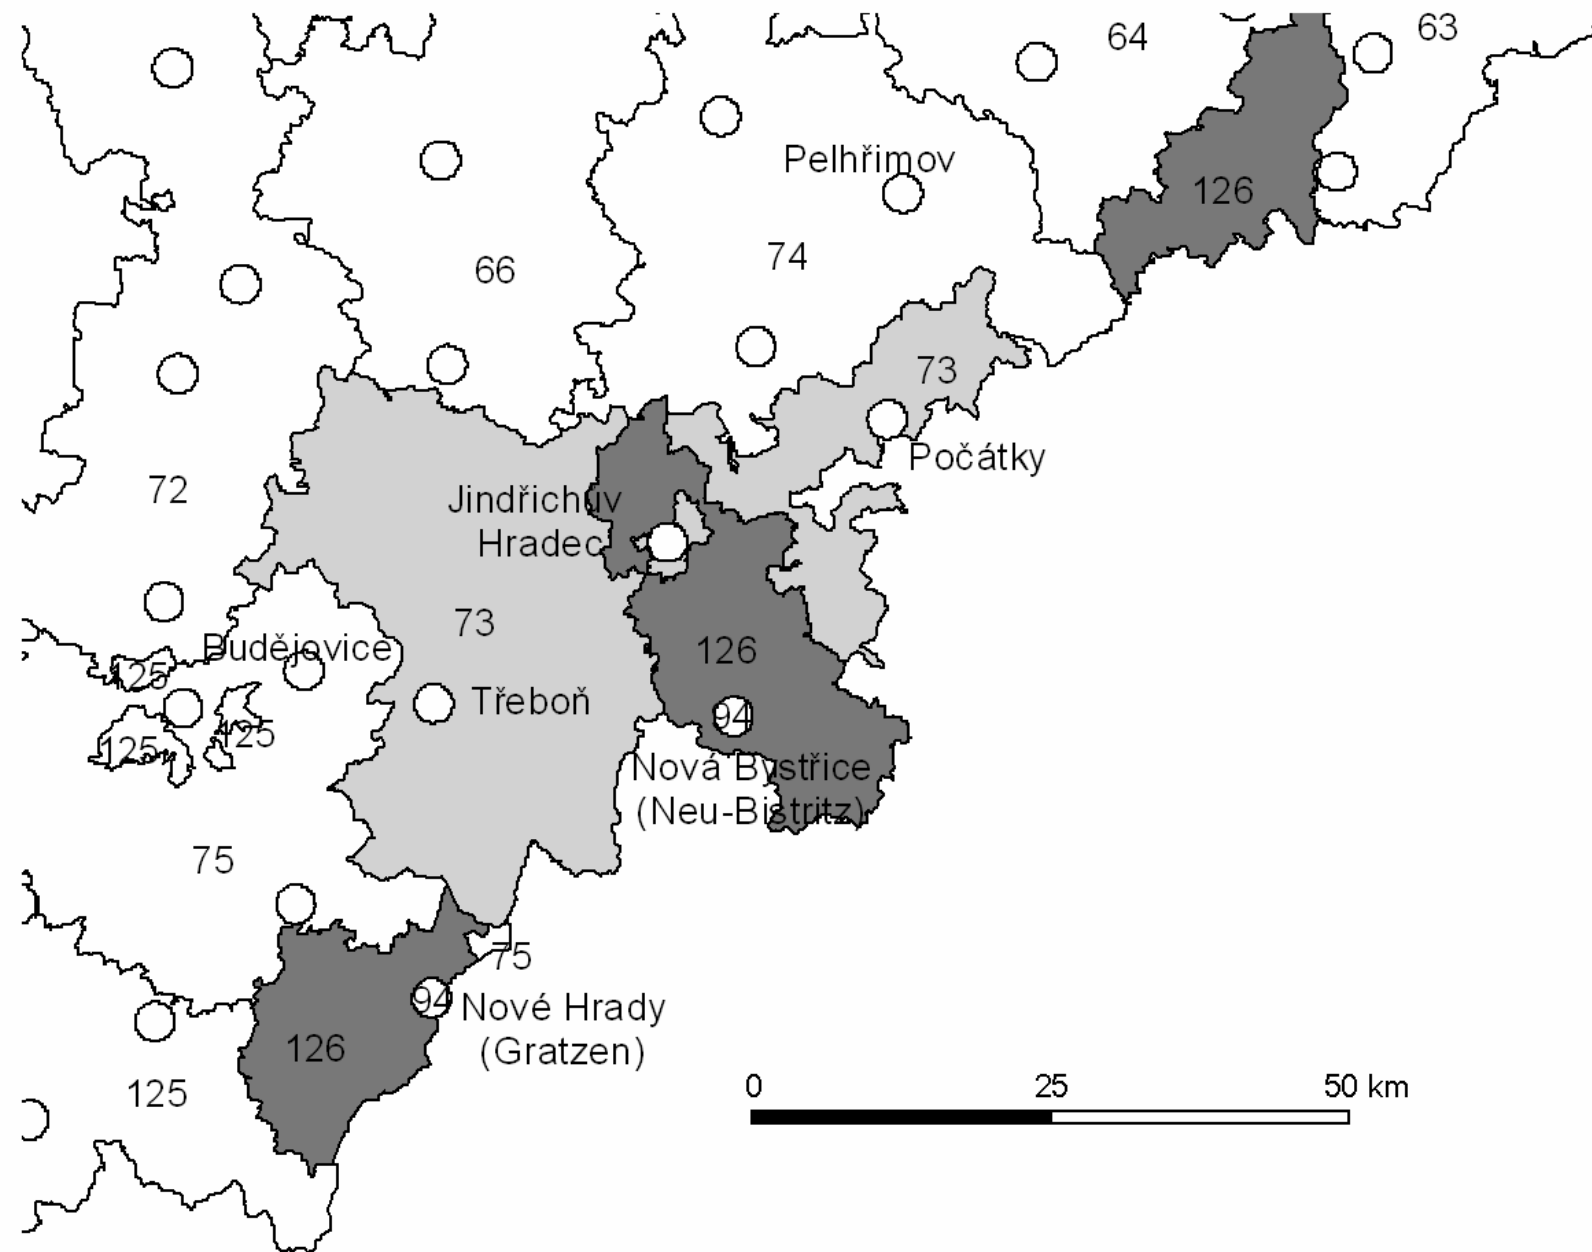 64
63
Pelhřimov
126
74
66
73
Počátky
72
Jindřichův
Hradec
73
Budějovice
125
126
Třeboň
94
125
125
Nová Bystřice
(Neu-Bistritz)
75
75
94
Nové Hrady
(Gratzen)
126
125
0 25 50 km